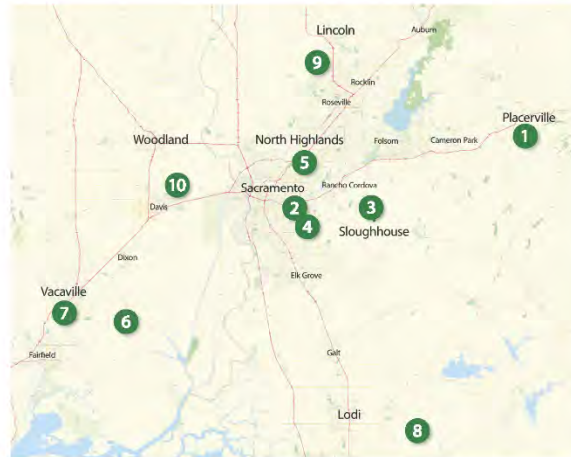 Lincoln
Auburn
9
Rocklin
Roseville
Placerville
1
Woodland
North Highlands
Folsom
Cameron Park
5
10
Sacramento
Rancho Cordova
Davis
2
3
4
Sloughhouse
Dixon
Elk Grove
Vacaville
7
6
Fairfield
Galt
Lodi
8